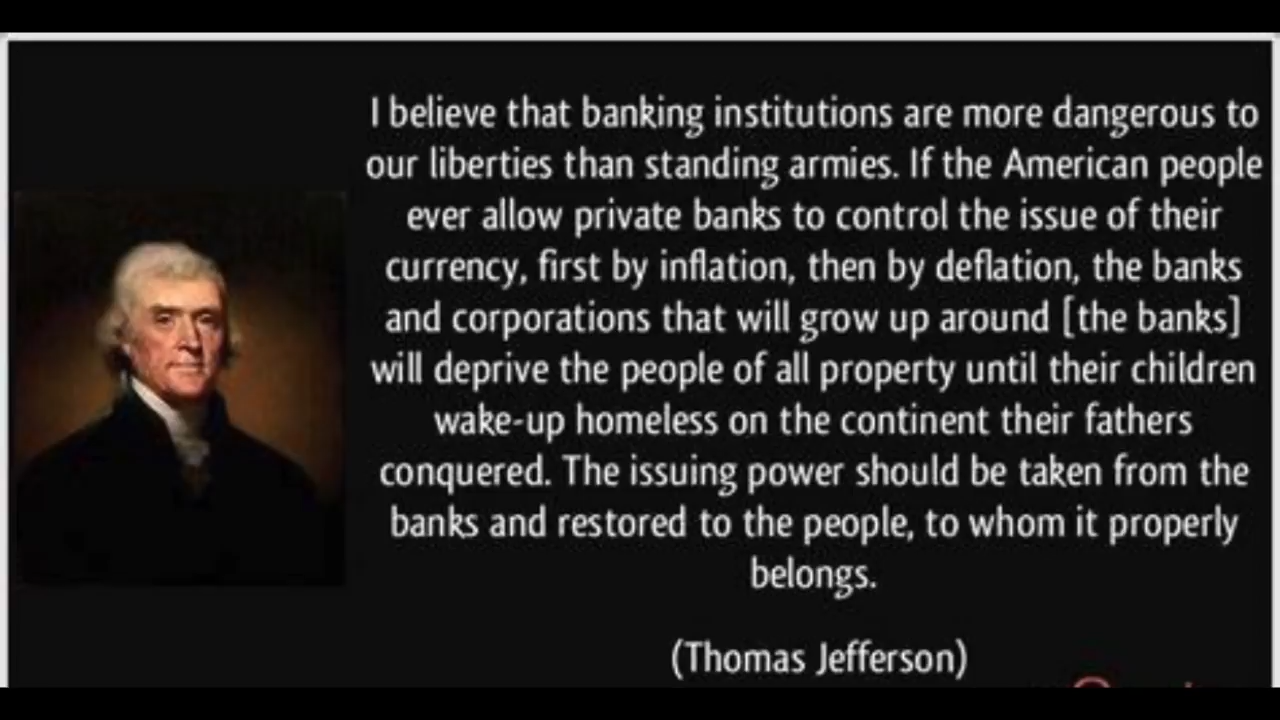 I believe that banking institutions are more dangerous to
our liberties than standing armies. If the American people
ever allow private banks to control the issue of their
currency, first by inflation, then by deflation, the banks
and corporations that will grow up around [the banks]
will deprive the people of all property until their children
wake-up homeless on the continent their fathers
conquered. The issuing power should be taken from the
banks and restored to the people, to whom it properly
belongs.
(Thomas Jefferson)